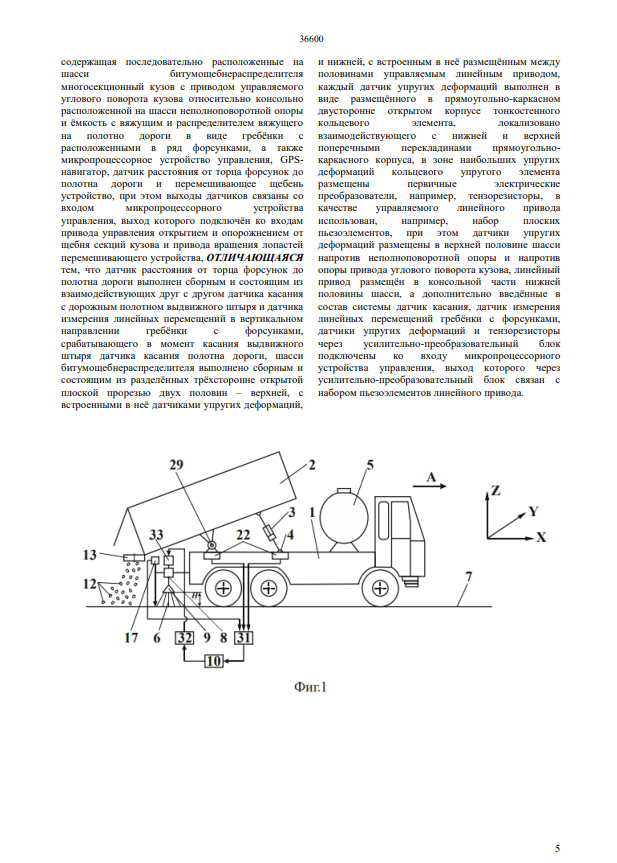 36600
содержащая последовательно расположенные на
шасси битумощебнераспределителя
многосекционный кузов с приводом управляемого
углового поворота кузова относительно консольно
расположенной на шасси неполноповоротной опоры
и ёмкость с вяжущим и распределителем вяжущего
на полотно дороги в виде гребёнки с
расположенными в ряд форсунками, а также
микропроцессорное устройство управления, GPS-
навигатор, датчик расстояния от торца форсунок до
полотна дороги и перемешивающее щебень
устройство, при этом выходы датчиков связаны со
входом микропроцессорного устройства
управления, выход которого подключён ко входам
привода управления открытием и опорожнением от
щебня секций кузова и привода вращения лопастей
перемешивающего устройства, ОТЛИЧАЮЩАЯСЯ
тем, что датчик расстояния от торца форсунок до
полотна дороги выполнен сборным и состоящим из
взаимодействующих друг с другом датчика касания
с дорожным полотном выдвижного штыря и датчика
измерения линейных перемещений в вертикальном
направлении гребёнки с форсунками,
срабатывающего в момент касания выдвижного
штыря датчика касания полотна дороги, шасси
битумощебнераспределителя выполнено сборным и
состоящим из разделённых трёхсторонне открытой
плоской прорезью двух половин – верхней, с
встроенными в неё датчиками упругих деформаций,
и нижней, с встроенным в неё размещённым между
половинами управляемым линейным приводом,
каждый датчик упругих деформаций выполнен в
виде размещённого в прямоугольно-каркасном
двусторонне открытом корпусе тонкостенного
кольцевого элемента, локализовано
взаимодействующего с нижней и верхней
поперечными перекладинами прямоугольно-
каркасного корпуса, в зоне наибольших упругих
деформаций кольцевого упругого элемента
размещены первичные электрические
преобразователи, например, тензорезисторы, в
качестве управляемого линейного привода
использован, например, набор плоских
пьезоэлементов, при этом датчики упругих
деформаций размещены в верхней половине шасси
напротив неполноповоротной опоры и напротив
опоры привода углового поворота кузова, линейный
привод размещён в консольной части нижней
половины шасси, а дополнительно введённые в
состав системы датчик касания, датчик измерения
линейных перемещений гребёнки с форсунками,
датчики упругих деформаций и тензорезисторы
через усилительно-преобразовательный блок
подключены ко входу микропроцессорного
устройства управления, выход которого через
усилительно-преобразовательный блок связан с
набором пьезоэлементов линейного привода.
29 2 5 A
Z
Y
X
3
33 22 4 1
13
12
H
7
17 6 9 8 31
32
10
Фиг.1
5